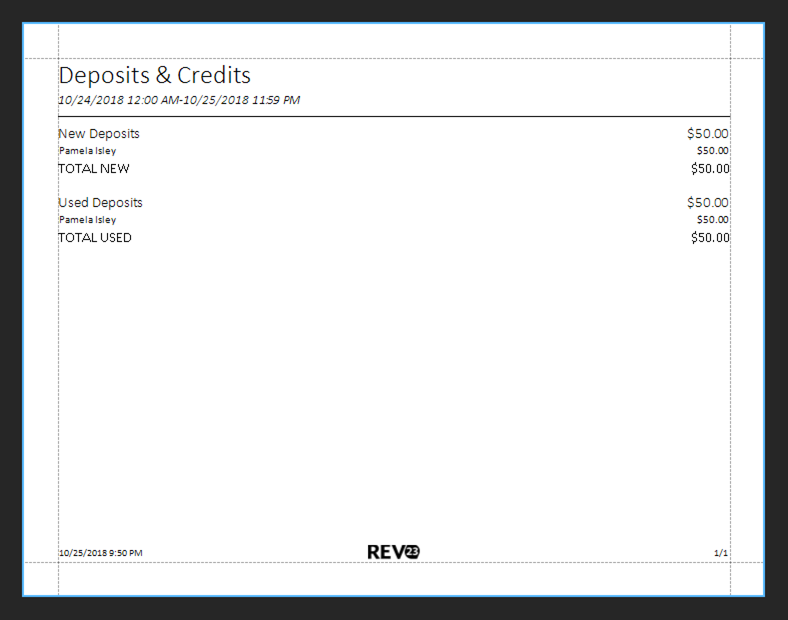 Deposits & Credits
10/24/2018 12:00 AM-10/25/2018 11:59 PM
New Deposits $50.00
Pamela Isley $50.00
TOTAL NEW $50.00
Used Deposits $50.00
Pamela Isley $50.00
TOTAL USED $50.00
10/25/2018 9:50 PM REV23 1/1